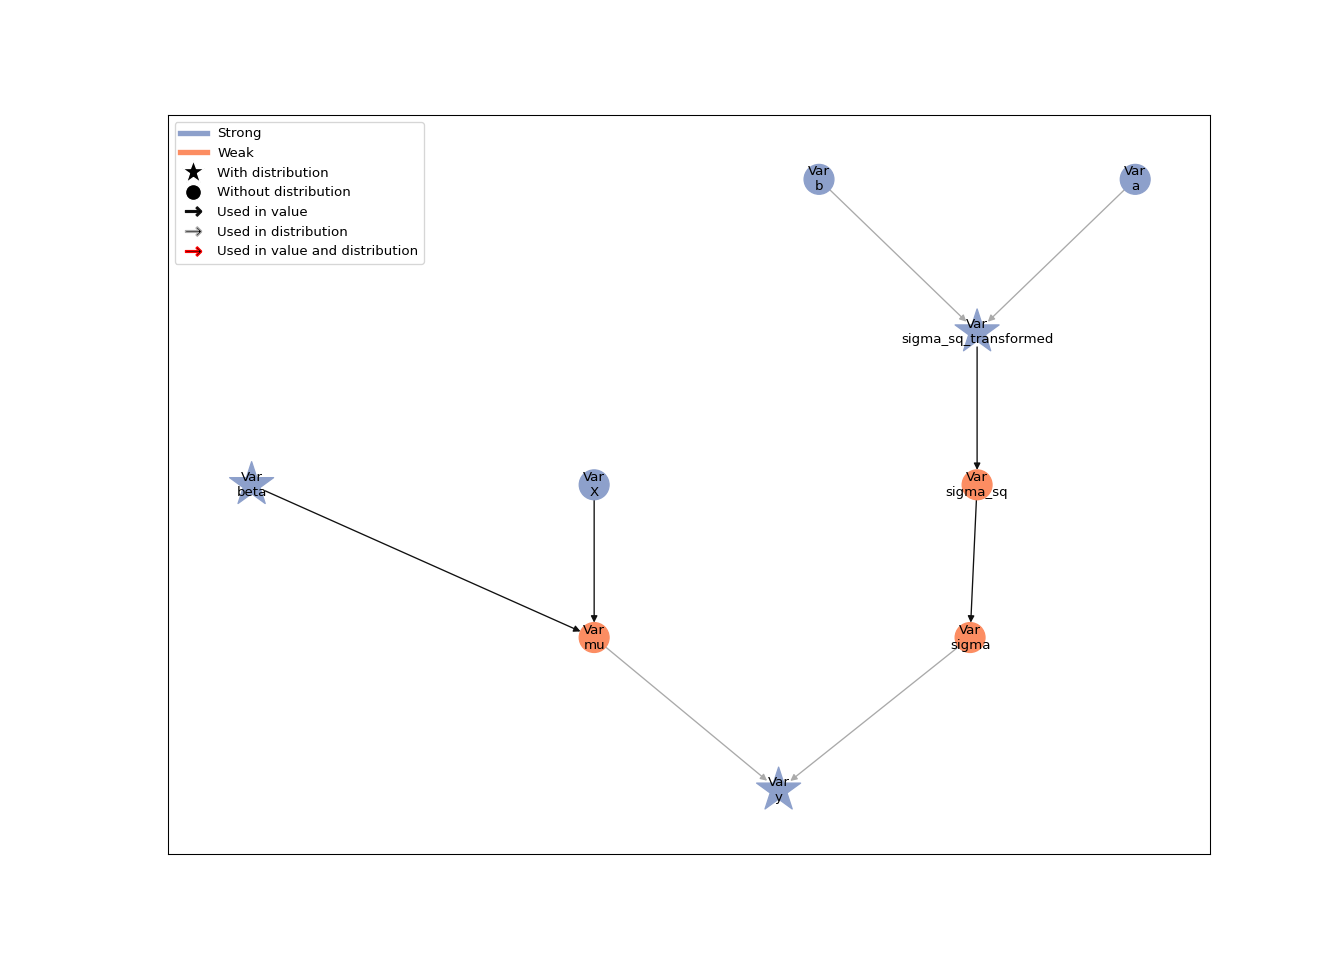 Strong
Weak
With distribution
Without distribution
Used in value
Used in distribution
Used in value and distribution
Var
b
Var
a
Var
sigma_sq_transformed
Var
beta
Var
X
Var
sigma_sq
Var
mu
Var
sigma
Var
y